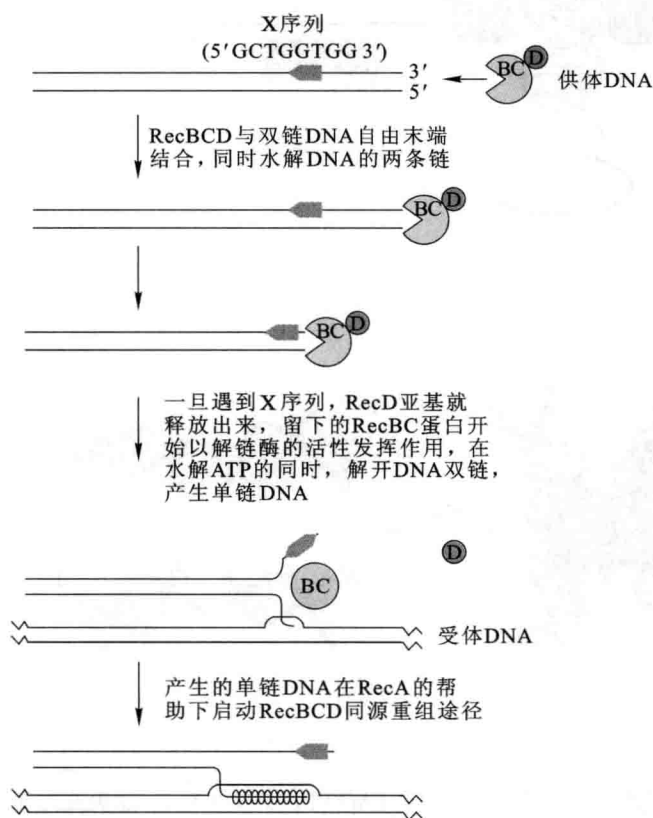 X序列
(5′GCTGGTGG 3′)
3′
5′
BC
D
供体DNA
RecBCD与双链DNA自由末端
结合，同时水解DNA的两条链
BC
D
BC
D
一旦遇到X序列，RecD亚基就
释放出来，留下的RecBC蛋白开
始以解链酶的活性发挥作用，在
水解ATP的同时，解开DNA双链，
产生单链DNA
BC
D
受体DNA
产生的单链DNA在RecA的帮
助下启动RecBCD同源重组途径